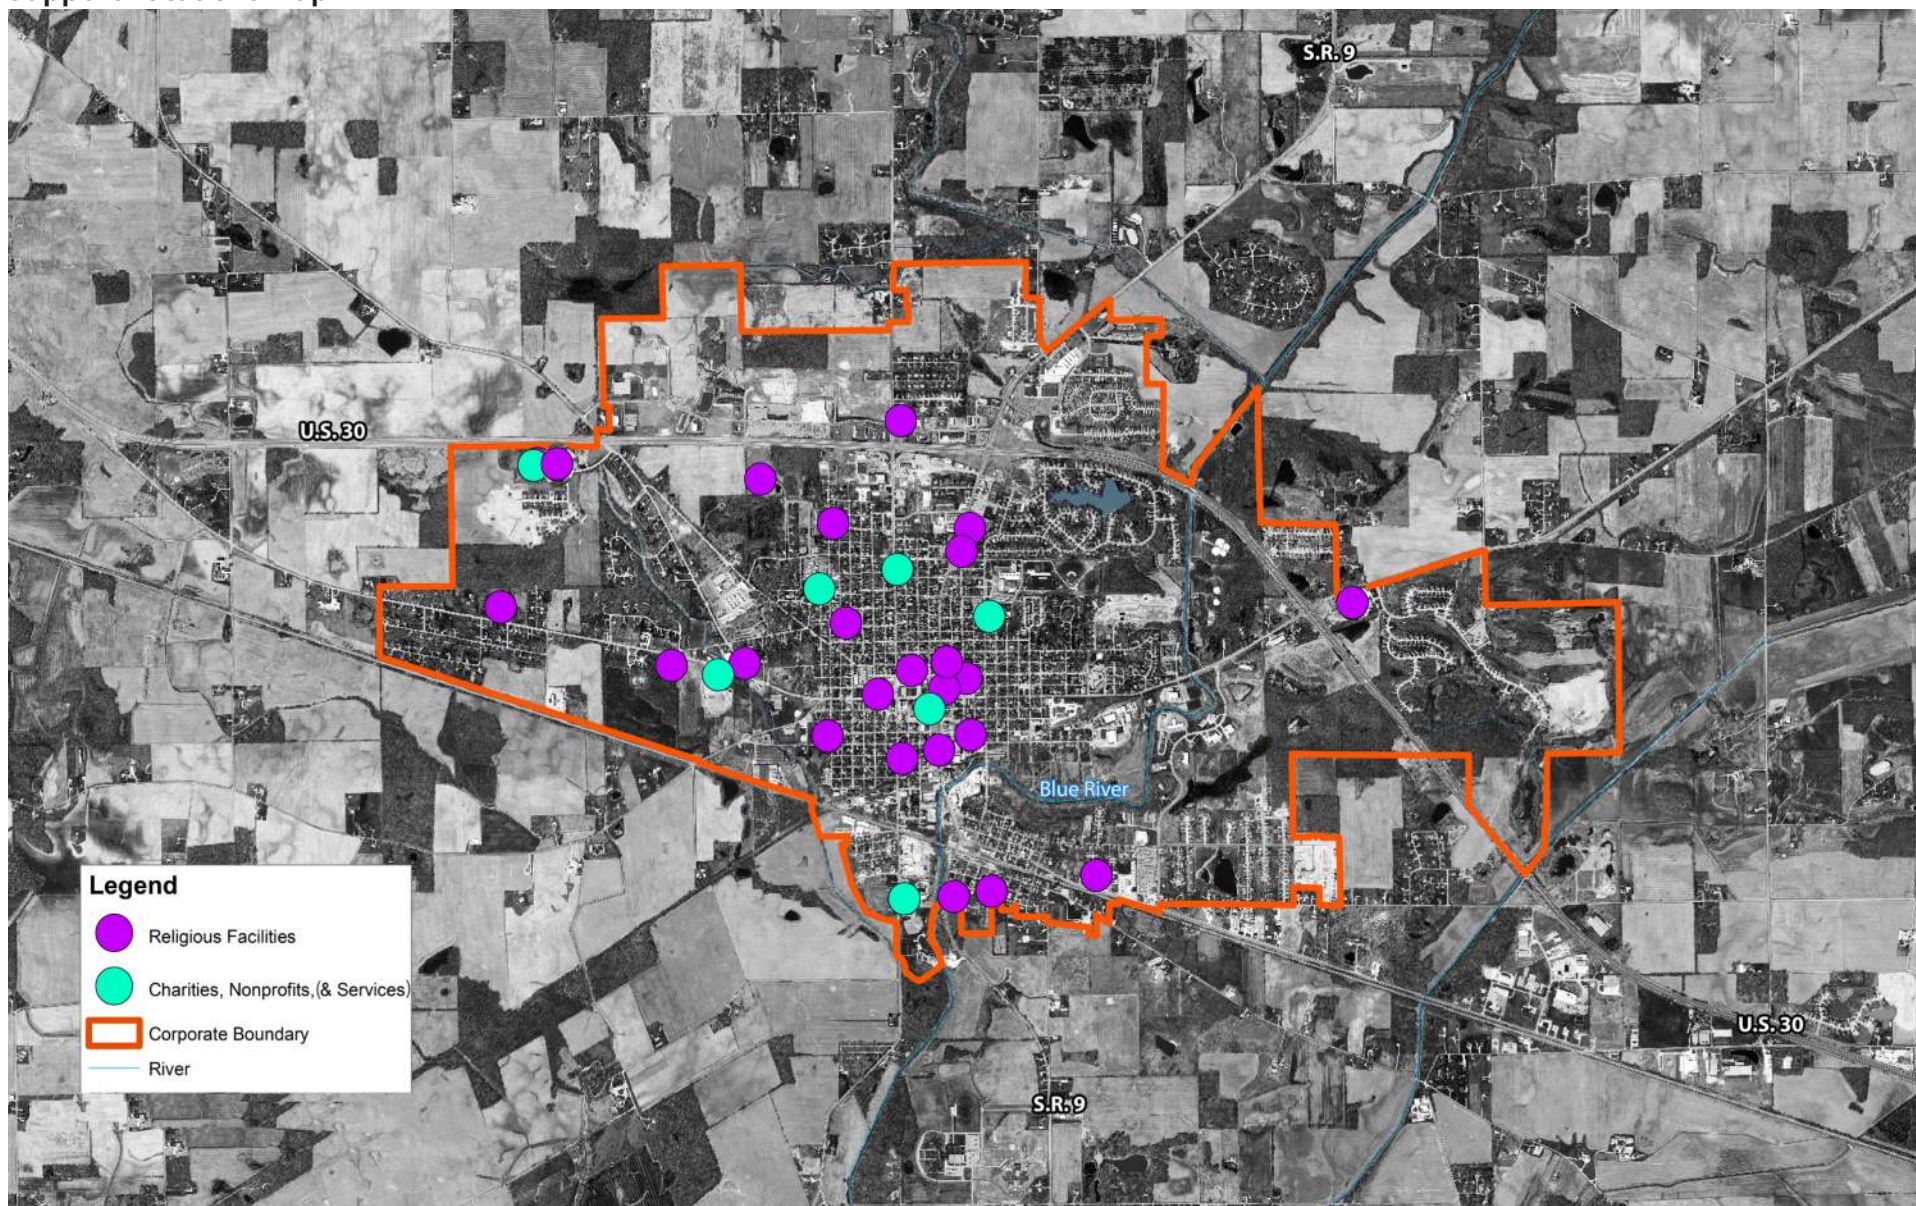 S.R. 9
U.S. 30
Blue River
Legend
Religious Facilities
Charities, Nonprofits,(& Services)
Corporate Boundary
River
U.S. 30
S.R. 9